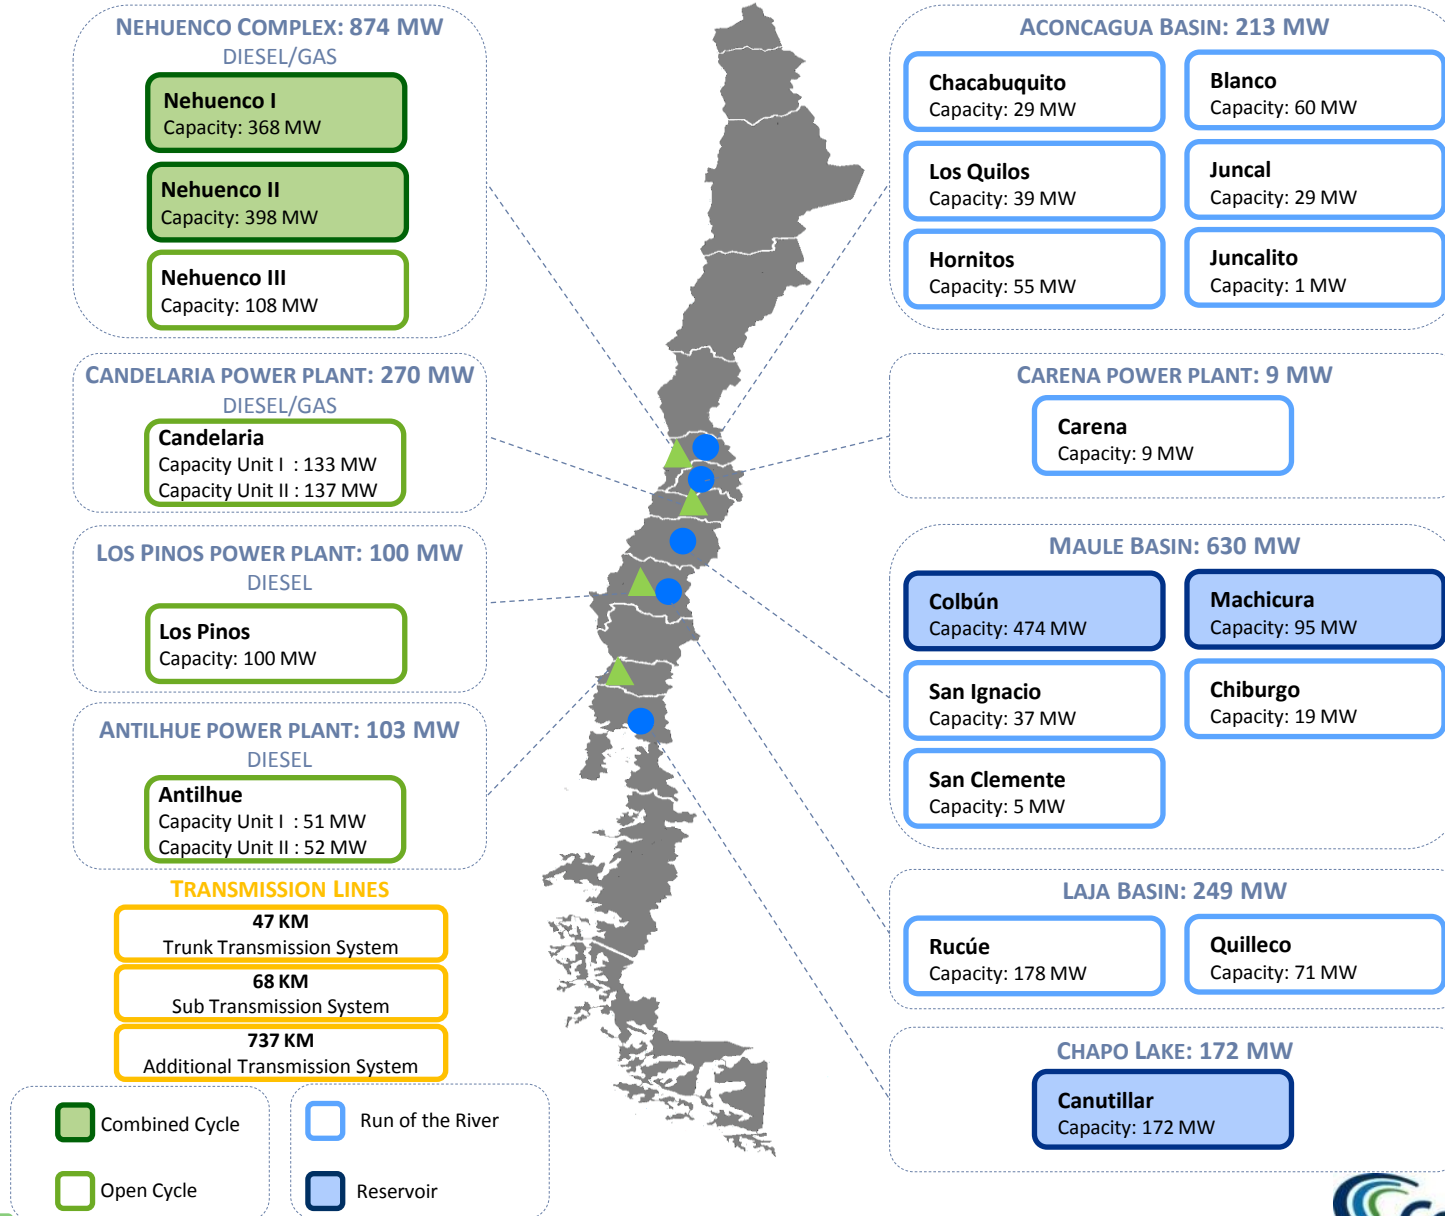 NEHUENCO COMPLEX: 874 MW
DIESEL/GAS
Nehuenco I
Capacity: 368 MW
Nehuenco II
Capacity: 398 MW
Nehuenco III
Capacity: 108 MW
CANDELARIA POWER PLANT: 270 MW
DIESEL/GAS
Candelaria
Capacity Unit I : 133 MW
Capacity Unit II : 137 MW
LOS PINOS POWER PLANT: 100 MW
DIESEL
Los Pinos
Capacity: 100 MW
ANTILHUE POWER PLANT: 103 MW
DIESEL
Antilhue
Capacity Unit I : 51 MW
Capacity Unit II : 52 MW
TRANSMISSION LINES
47 KM
Trunk Transmission System
68 KM
Sub Transmission System
737 KM
Additional Transmission System
Combined Cycle
Open Cycle
Run of the River
Reservoir
ACONCAGUA BASIN: 213 MW
Chacabuquito
Capacity: 29 MW
Blanco
Capacity: 60 MW
Los Quilos
Capacity: 39 MW
Juncal
Capacity: 29 MW
Hornitos
Capacity: 55 MW
Juncalito
Capacity: 1 MW
CARENA POWER PLANT: 9 MW
Carena
Capacity: 9 MW
MAULE BASIN: 630 MW
Colbún
Capacity: 474 MW
Machicura
Capacity: 95 MW
San Ignacio
Capacity: 37 MW
Chiburgo
Capacity: 19 MW
San Clemente
Capacity: 5 MW
LAJA BASIN: 249 MW
Rucúe
Capacity: 178 MW
Quilleco
Capacity: 71 MW
CHAPO LAKE: 172 MW
Canutillar
Capacity: 172 MW